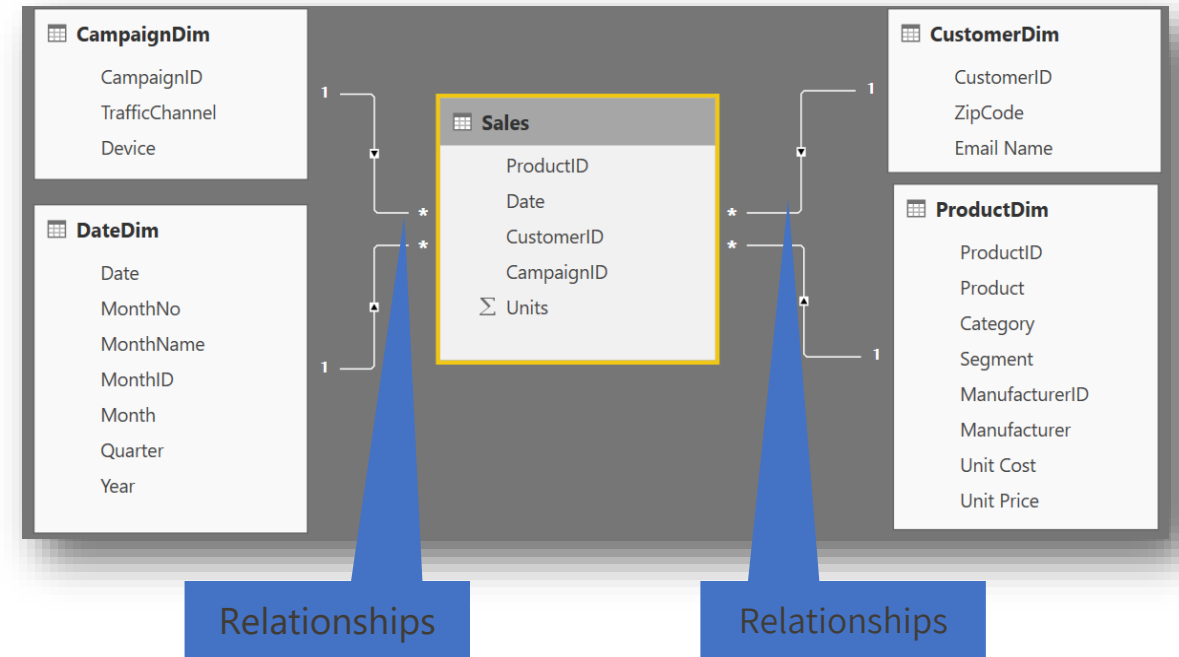 CampaignDim
CampaignID
TrafficChannel
Device
1
DateDim
Date
MonthNo
MonthName
MonthID
Month
Quarter
Year
1
*
*
Sales
ProductID
Date
CustomerID
CampaignID
Σ Units
*
*
1
CustomerDim
CustomerID
ZipCode
Email Name
1
ProductDim
ProductID
Product
Category
Segment
ManufacturerID
Manufacturer
Unit Cost
Unit Price
Relationships
Relationships